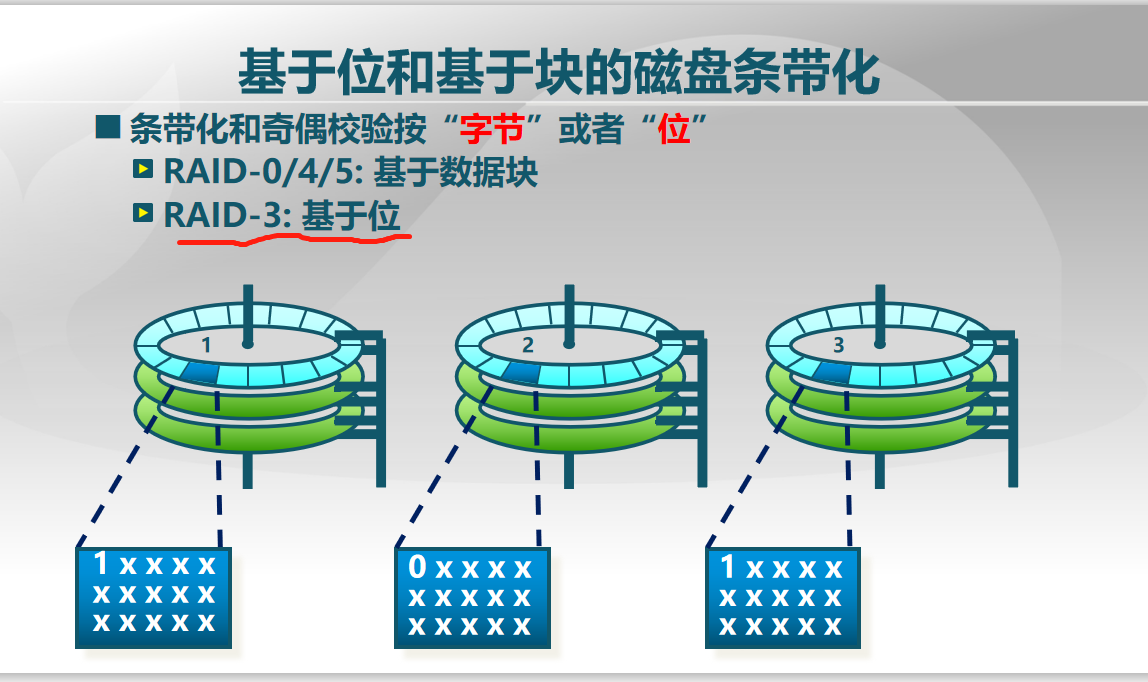 基于位和基于块的磁盘条带化
条带化和奇偶校验按“字节”或者“位”
RAID-0/4/5: 基于数据块
RAID-3: 基于位
1
2
3
1 x x x x
x x x x x
x x x x x
0 x x x x
x x x x x
x x x x x
1 x x x x
x x x x x
x x x x x